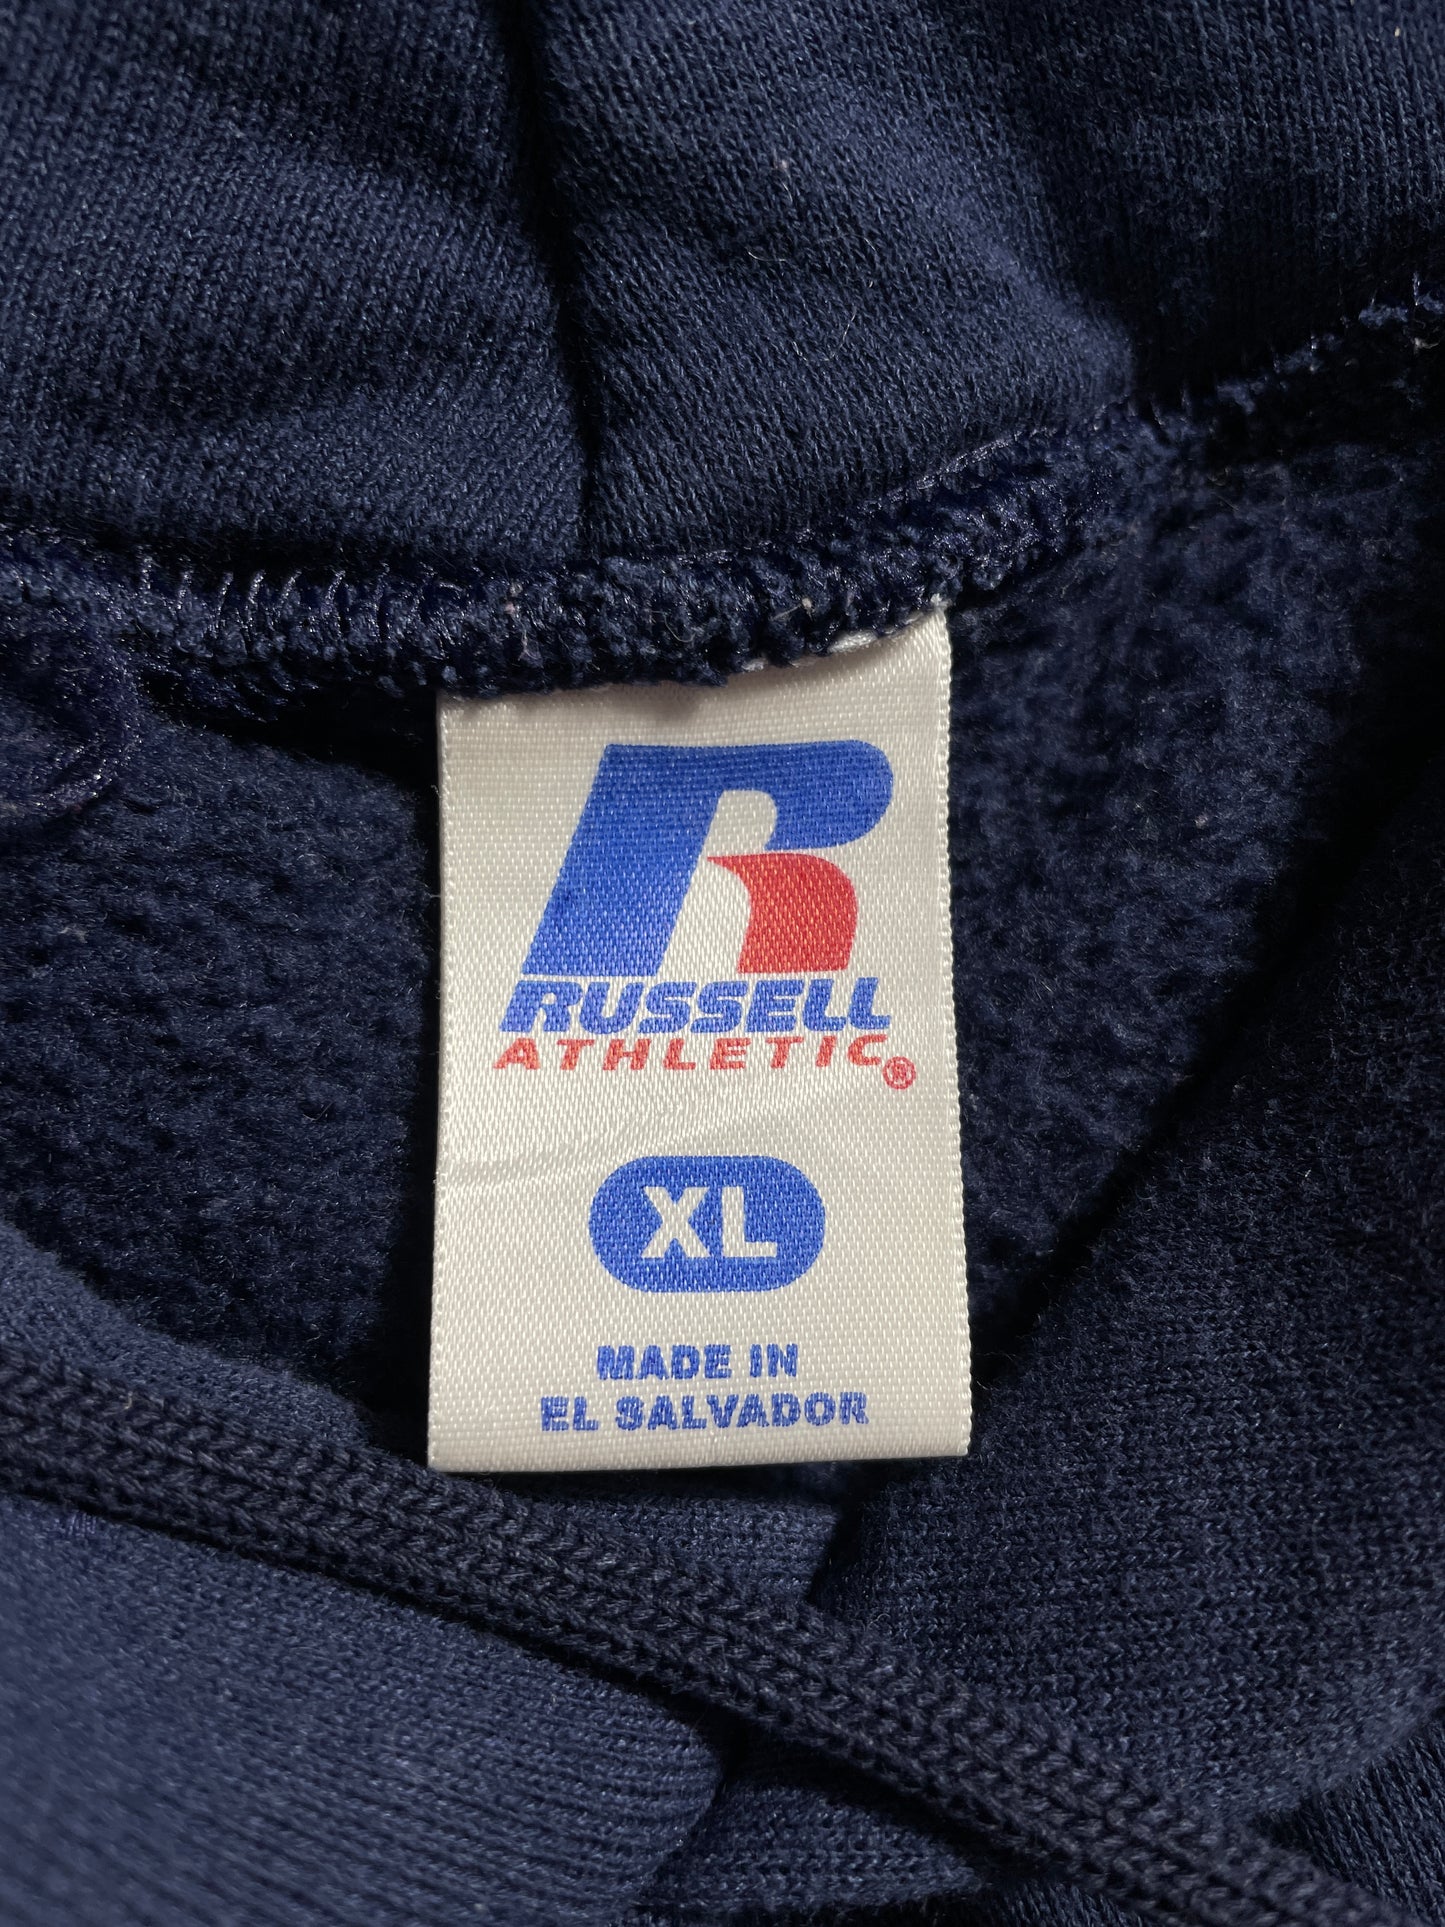 R
RUSSELL
ATHLETIC®
XL
MADE IN
EL SALVADOR